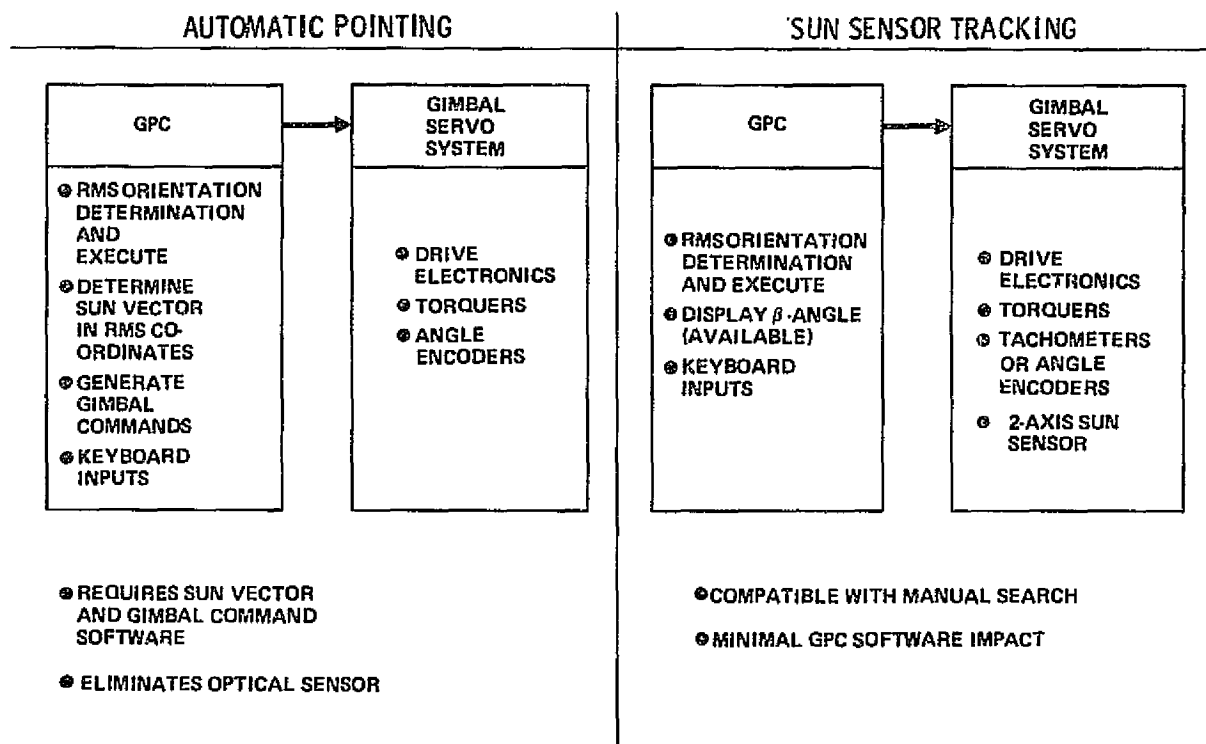 AUTOMATIC POINTING
GPC
GIMBAL
SERVO
SYSTEM
RMS ORIENTATION
DETERMINATION
AND
EXECUTE
DETERMINE
SUN VECTOR
IN RMS CO-
ORDINATES
GENERATE
GIMBAL
COMMANDS
KEYBOARD
INPUTS
DRIVE
ELECTRONICS
TORQUERS
ANGLE
ENCODERS
REQUIRES SUN VECTOR
AND GIMBAL COMMAND
SOFTWARE
ELIMINATES OPTICAL SENSOR
SUN SENSOR TRACKING
GPC
GIMBAL
SERVO
SYSTEM
RMS ORIENTATION
DETERMINATION
AND EXECUTE
DISPLAY β-ANGLE
(AVAILABLE)
KEYBOARD
INPUTS
DRIVE
ELECTRONICS
TORQUERS
TACHOMETERS
OR ANGLE
ENCODERS
2-AXIS SUN
SENSOR
COMPATIBLE WITH MANUAL SEARCH
MINIMAL GPC SOFTWARE IMPACT